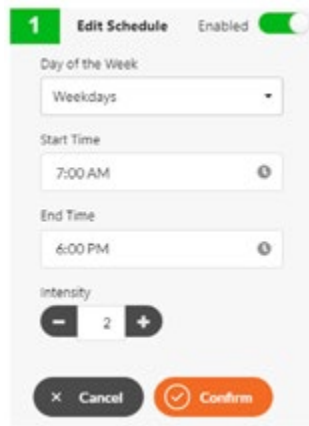 1 Edit Schedule Enabled
Day of the Week
Weekdays
Start Time
7:00 AM
End Time
6:00 PM
Intensity
2
Cancel Confirm